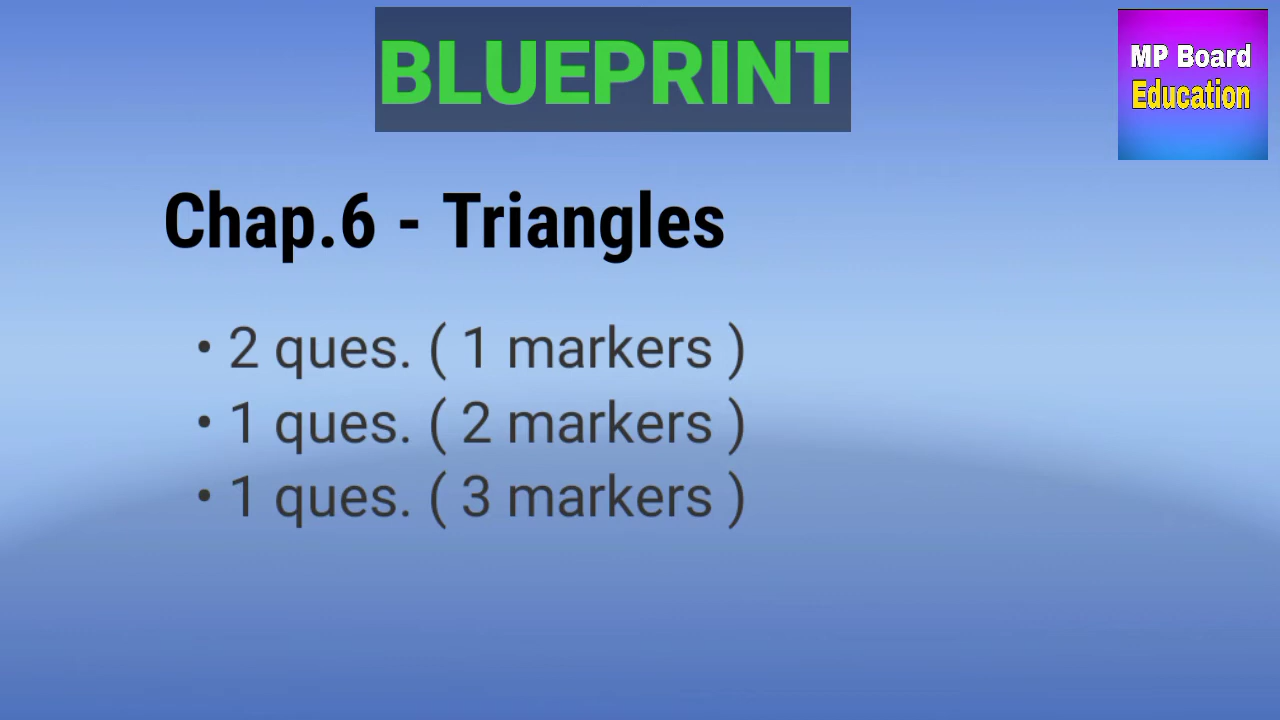 BLUEPRINT
MP Board
Education
Chap.6 - Triangles
• 2 ques. ( 1 markers )
• 1 ques. ( 2 markers )
• 1 ques. ( 3 markers )